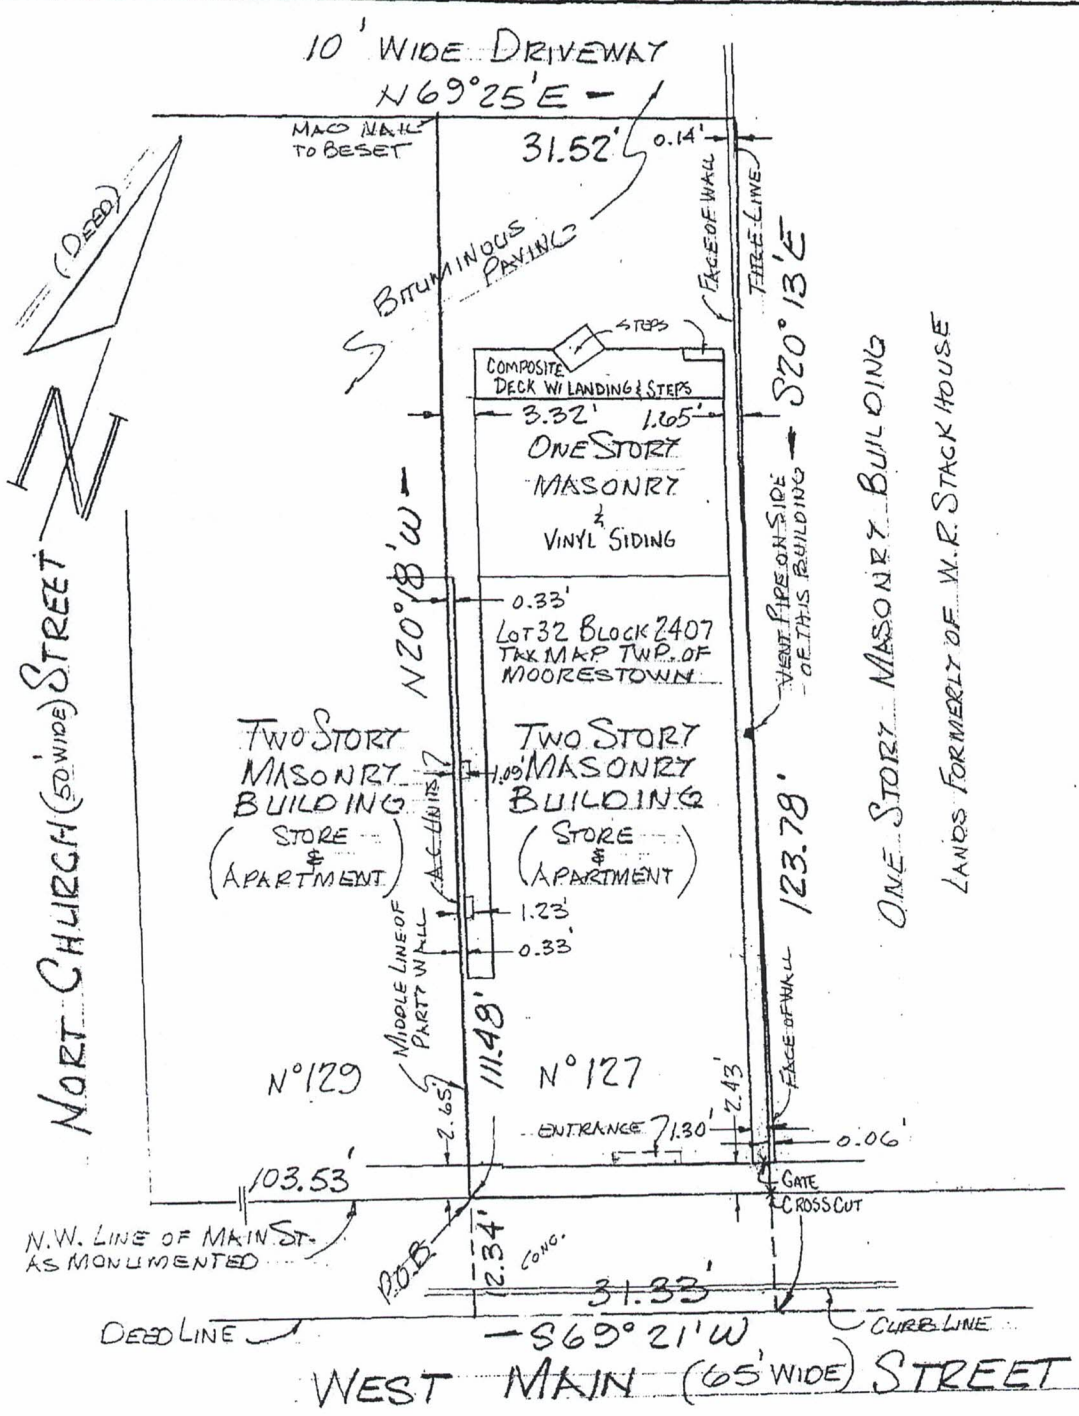 10' WIDE DRIVEWAY
N 69°25'E
MAG NAIL
TO BE SET
31.52'
0.14'
(DEED)
FACE OF WALL
TITLE LINE
S20°13'E
BITUMINOUS
PAVING
STEPS
COMPOSITE
DECK W/ LANDING & STEPS
3.32'
1.65'
ONE STORY
MASONRY
&
VINYL SIDING
N20°18'W
0.33'
LOT 32 BLOCK 2407
TAX MAP TWP. OF
MOORESTOWN
VENT PIPE ON SIDE
OF THIS BUILDING
ONE STORY MASONRY BUILDING
LANDS FORMERLY OF W.R. STACKHOUSE
N
NORT CHURCH (50' WIDE) STREET
TWO STORY
MASONRY
BUILDING
(STORE
&
APARTMENT)
A.C. UNITS
1.09'
TWO STORY
MASONRY
BUILDING
(STORE
&
APARTMENT)
123.78'
1.23'
0.33'
MIDDLE LINE OF
PARTY WALL
111.48'
FACE OF WALL
N° 129
N° 127
2.65'
2.43'
ENTRANCE
1.30'
0.06'
103.53'
GATE
CROSS CUT
N.W. LINE OF MAIN ST.
AS MONUMENTED
P.O.B.
12.34'
CONC.
31.33'
DEED LINE
S69°21'W
CURB LINE
WEST MAIN (65' WIDE) STREET